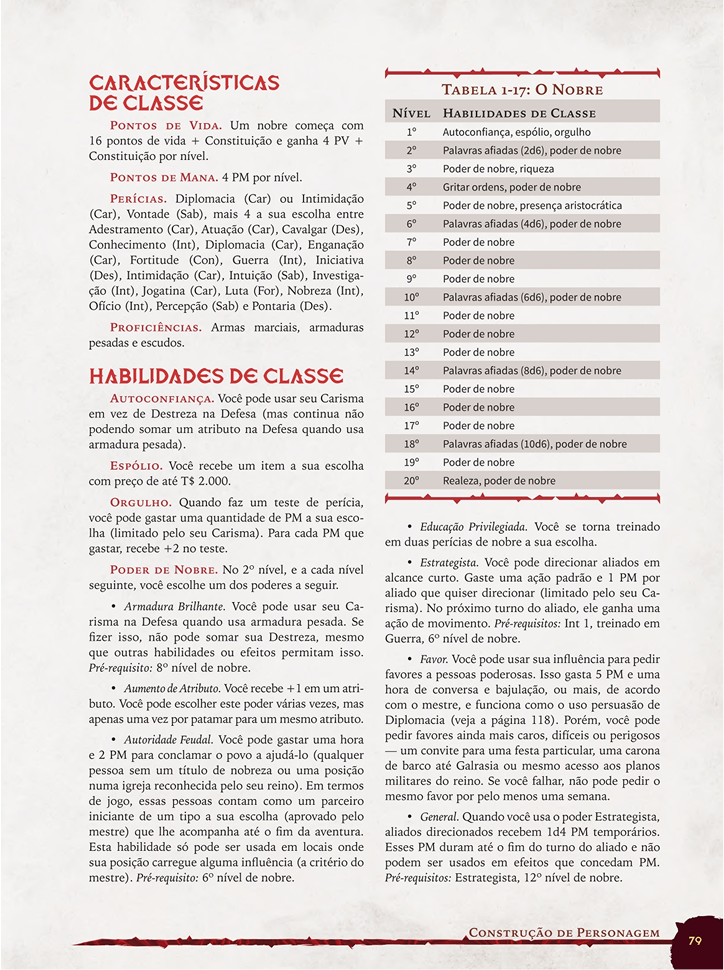 CARACTERÍSTICAS
DE CLASSE
PONTOS DE VIDA. Um nobre começa com
16 pontos de vida + Constituição e ganha 4 PV +
Constituição por nível.
PONTOS DE MANA. 4 PM por nível.
PERÍCIAS. Diplomacia (Car) ou Intimidação
(Car), Vontade (Sab), mais 4 a sua escolha entre
Adestramento (Car), Atuação (Car), Cavalgar (Des),
Conhecimento (Int), Diplomacia (Car), Enganação
(Car), Fortitude (Con), Guerra (Int), Iniciativa
(Des), Intimidação (Car), Intuição (Sab), Investiga-
ção (Int), Jogatina (Car), Luta (For), Nobreza (Int),
Ofício (Int), Percepção (Sab) e Pontaria (Des).
PROFICIÊNCIAS. Armas marciais, armaduras
pesadas e escudos.
HABILIDADES DE CLASSE
AUTOCONFIANÇA. Você pode usar seu Carisma
em vez de Destreza na Defesa (mas continua não
podendo somar um atributo na Defesa quando usa
armadura pesada).
ESPÓLIO. Você recebe um item a sua escolha
com preço de até T$ 2.000.
ORGULHO. Quando faz um teste de perícia,
você pode gastar uma quantidade de PM a sua esco-
lha (limitado pelo seu Carisma). Para cada PM que
gastar, recebe +2 no teste.
PODER DE NOBRE. No 2º nível, e a cada nível
seguinte, você escolhe um dos poderes a seguir.
• Armadura Brilhante. Você pode usar seu Ca-
risma na Defesa quando usa armadura pesada. Se
fizer isso, não pode somar sua Destreza, mesmo
que outras habilidades ou efeitos permitam isso.
Pré-requisito: 8º nível de nobre.
• Aumento de Atributo. Você recebe +1 em um atri-
buto. Você pode escolher este poder várias vezes, mas
apenas uma vez por patamar para um mesmo atributo.
• Autoridade Feudal. Você pode gastar uma hora
e 2 PM para conclamar o povo a ajudá-lo (qualquer
pessoa sem um título de nobreza ou uma posição
numa igreja reconhecida pelo seu reino). Em termos
de jogo, essas pessoas contam como um parceiro
iniciante de um tipo a sua escolha (aprovado pelo
mestre) que lhe acompanha até o fim da aventura.
Esta habilidade só pode ser usada em locais onde
sua posição carregue alguma influência (a critério do
mestre). Pré-requisito: 6º nível de nobre.
TABELA 1-17: O NOBRE
NÍVEL HABILIDADES DE CLASSE
1º Autoconfiança, espólio, orgulho
2º Palavras afiadas (2d6), poder de nobre
3º Poder de nobre, riqueza
4º Gritar ordens, poder de nobre
5º Poder de nobre, presença aristocrática
6º Palavras afiadas (4d6), poder de nobre
7º Poder de nobre
8º Poder de nobre
9º Poder de nobre
10º Palavras afiadas (6d6), poder de nobre
11º Poder de nobre
12º Poder de nobre
13º Poder de nobre
14º Palavras afiadas (8d6), poder de nobre
15º Poder de nobre
16º Poder de nobre
17º Poder de nobre
18º Palavras afiadas (10d6), poder de nobre
19º Poder de nobre
20º Realeza, poder de nobre
• Educação Privilegiada. Você se torna treinado
em duas perícias de nobre a sua escolha.
• Estrategista. Você pode direcionar aliados em
alcance curto. Gaste uma ação padrão e 1 PM por
aliado que quiser direcionar (limitado pelo seu Ca-
risma). No próximo turno do aliado, ele ganha uma
ação de movimento. Pré-requisitos: Int 1, treinado em
Guerra, 6º nível de nobre.
• Favor. Você pode usar sua influência para pedir
favores a pessoas poderosas. Isso gasta 5 PM e uma
hora de conversa e bajulação, ou mais, de acordo
com o mestre, e funciona como o uso persuasão de
Diplomacia (veja a página 118). Porém, você pode
pedir favores ainda mais caros, difíceis ou perigosos
— um convite para uma festa particular, uma carona
de barco até Galrasia ou mesmo acesso aos planos
militares do reino. Se você falhar, não pode pedir o
mesmo favor por pelo menos uma semana.
• General. Quando você usa o poder Estrategista,
aliados direcionados recebem 1d4 PM temporários.
Esses PM duram até o fim do turno do aliado e não
podem ser usados em efeitos que concedam PM.
Pré-requisitos: Estrategista, 12º nível de nobre.
CONSTRUÇÃO DE PERSONAGEM
79